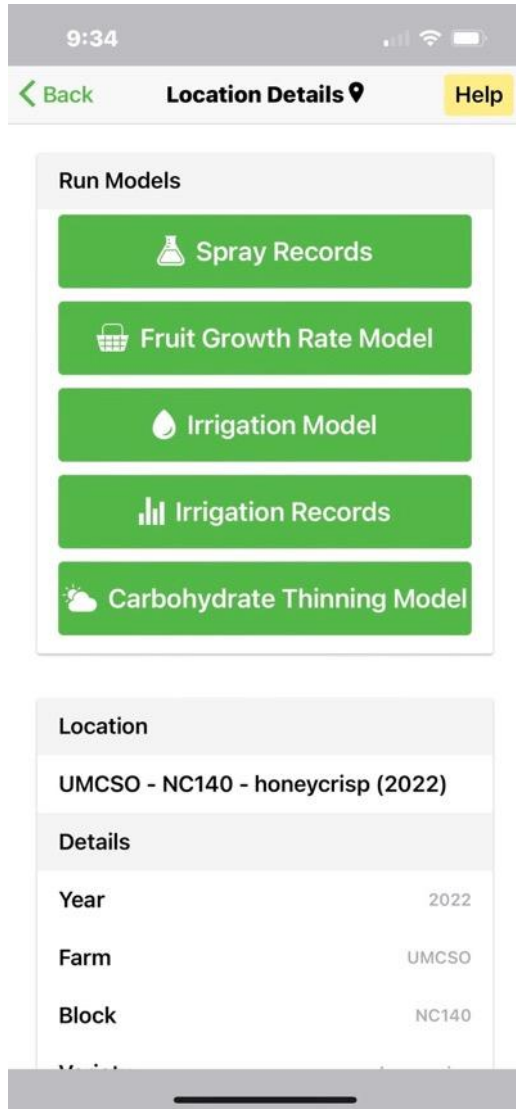 9:34
Back Location Details Help
Run Models
Spray Records
Fruit Growth Rate Model
Irrigation Model
Irrigation Records
Carbohydrate Thinning Model
Location
UMCSO - NC140 - honeycrisp (2022)
Details
Year 2022
Farm UMCSO
Block NC140